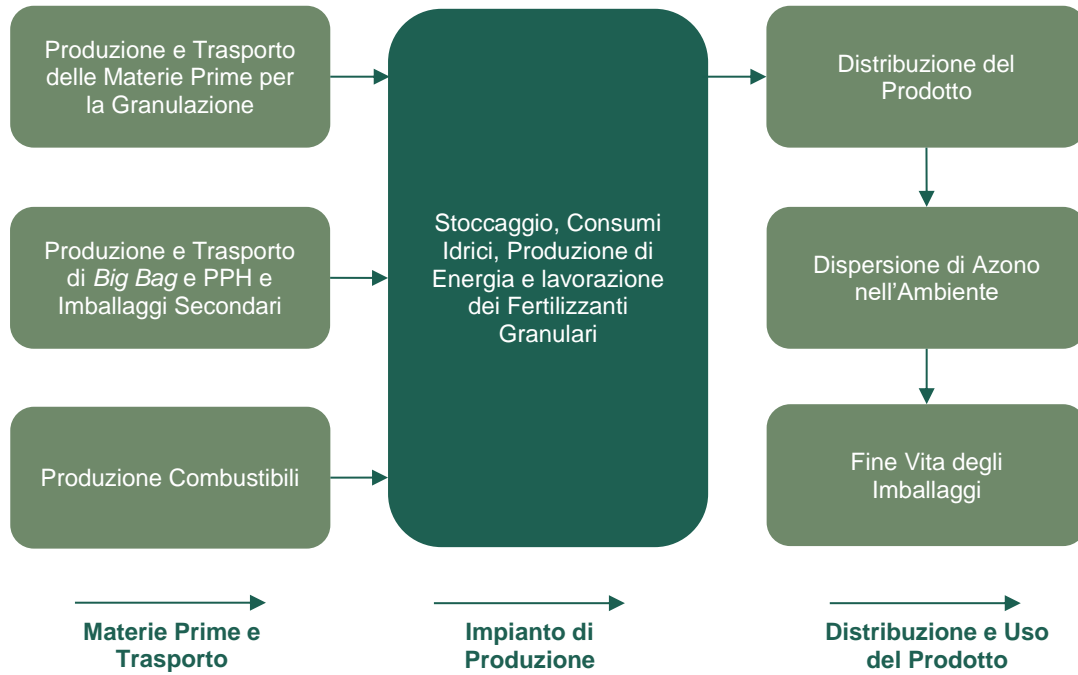 Produzione e Trasporto
delle Materie Prime per
la Granulazione
Produzione e Trasporto
di Big Bag e PPH e
Imballaggi Secondari
Produzione Combustibili
Stoccaggio, Consumi
Idrici, Produzione di
Energia e lavorazione
dei Fertilizzanti
Granulari
Distribuzione del
Prodotto
Dispersione di Azono
nell'Ambiente
Fine Vita degli
Imballaggi
Materie Prime e
Trasporto
Impianto di
Produzione
Distribuzione e Uso
del Prodotto